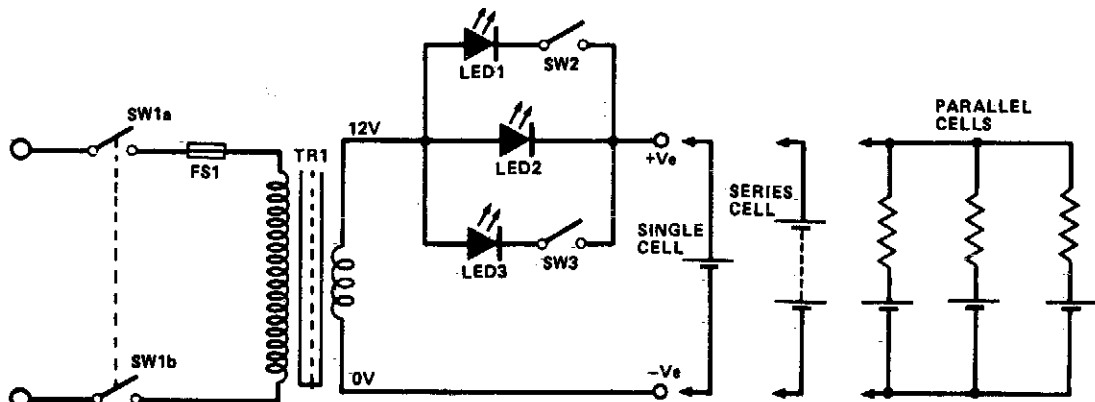 LED1
SW2
SW1a
12V
PARALLEL
CELLS
FS1
TR1
LED2
+Ve
SERIES
CELL
SINGLE
CELL
LED3
SW3
SW1b
0V
−Ve